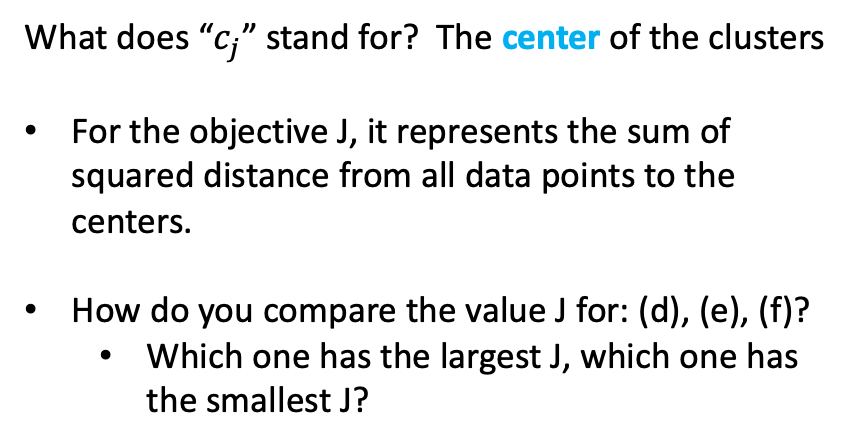 What does “cⱼ” stand for? The center of the clusters
• For the objective J, it represents the sum of
squared distance from all data points to the
centers.
• How do you compare the value J for: (d), (e), (f)?
• Which one has the largest J, which one has
the smallest J?